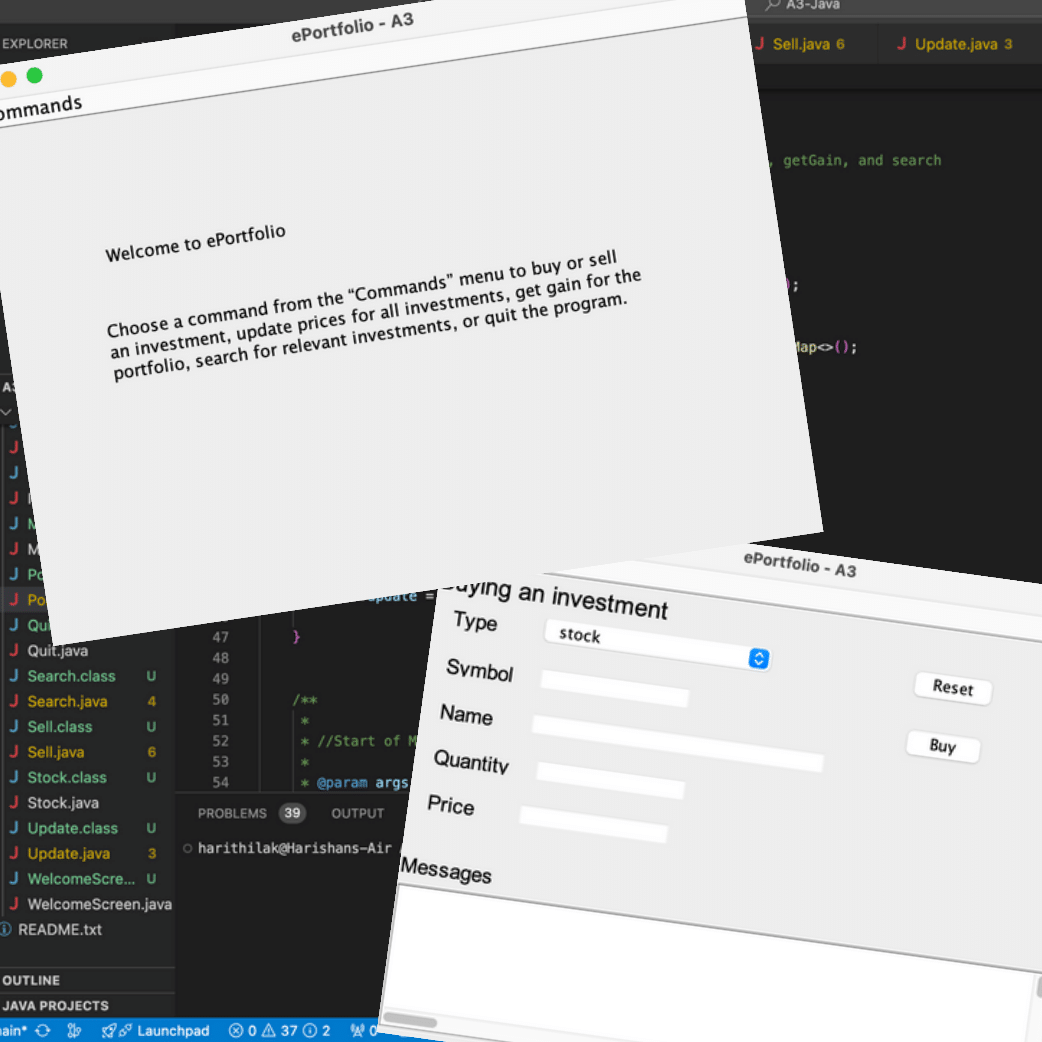 A3-Java
EXPLORER
Sell.java 6
Update.java 3
ePortfolio - A3
ommands
Welcome to ePortfolio
Choose a command from the “Commands” menu to buy or sell
an investment, update prices for all investments, get gain for the
portfolio, search for relevant investments, or quit the program.
, getGain, and search
);
Map<>();
Quit.java
Search.class U
Search.java 4
Sell.class U
Sell.java 6
Stock.class U
Stock.java
Update.class U
Update.java 3
WelcomeScre... U
WelcomeScreen.java
README.txt
OUTLINE
JAVA PROJECTS
47 }
48
49
50 /**
51 *
52 * //Start of M
53 *
54 * @param args
PROBLEMS 39 OUTPUT
harithilak@Harishans-Air
ain* Launchpad 0 37 2 0
ePortfolio - A3
Buying an investment
Type stock
Symbol
Name
Quantity
Price
Reset
Buy
Messages